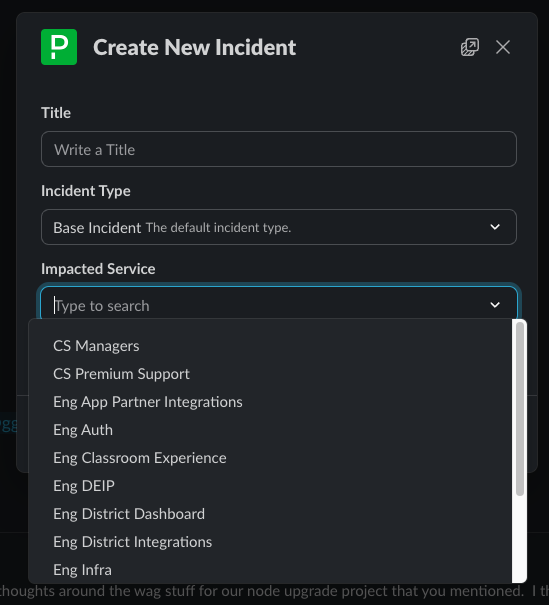 P
Create New Incident
Title
Write a Title
Incident Type
Base Incident The default incident type.
Impacted Service
Type to search
CS Managers
CS Premium Support
Eng App Partner Integrations
Eng Auth
Eng Classroom Experience
Eng DEIP
Eng District Dashboard
Eng District Integrations
Eng Infra
thoughts around the wag stuff for our node upgrade project that you mentioned. I